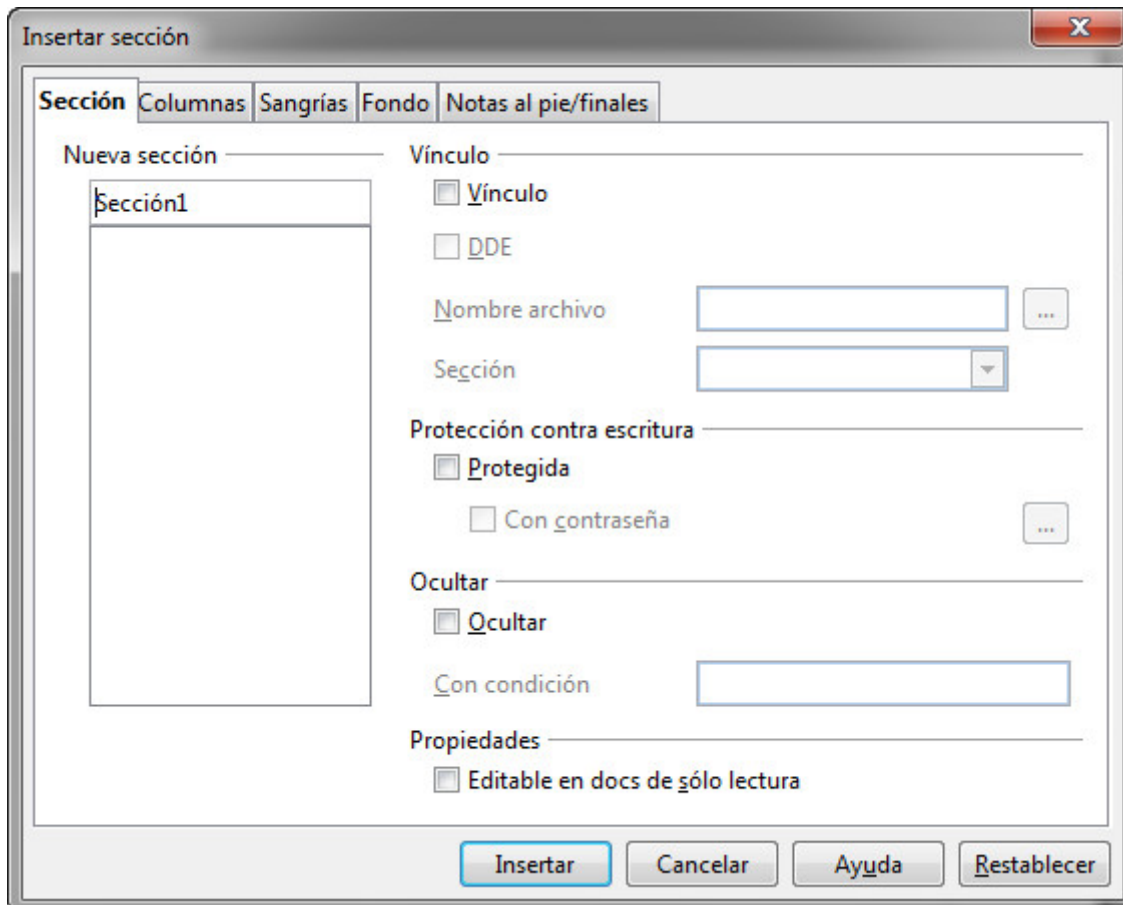 Insertar sección
Sección Columnas Sangrías Fondo Notas al pie/finales
Nueva sección
Sección1
Vínculo
Vínculo
DDE
Nombre archivo ...
Sección
Protección contra escritura
Protegida
Con contraseña ...
Ocultar
Ocultar
Con condición
Propiedades
Editable en docs de sólo lectura
Insertar Cancelar Ayuda Restablecer